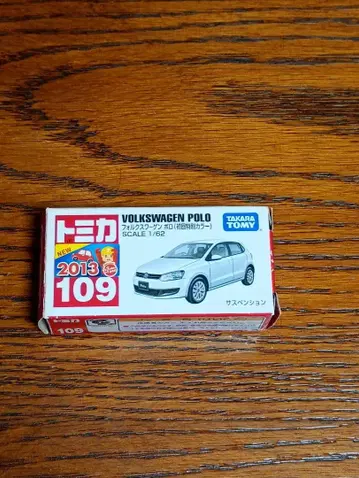 トミカ
VOLKSWAGEN POLO
フォルクスワーゲン ポロ(初回特別カラー)
SCALE 1/62
TAKARA
TOMY
NEW
2013
109
サスペンション
109